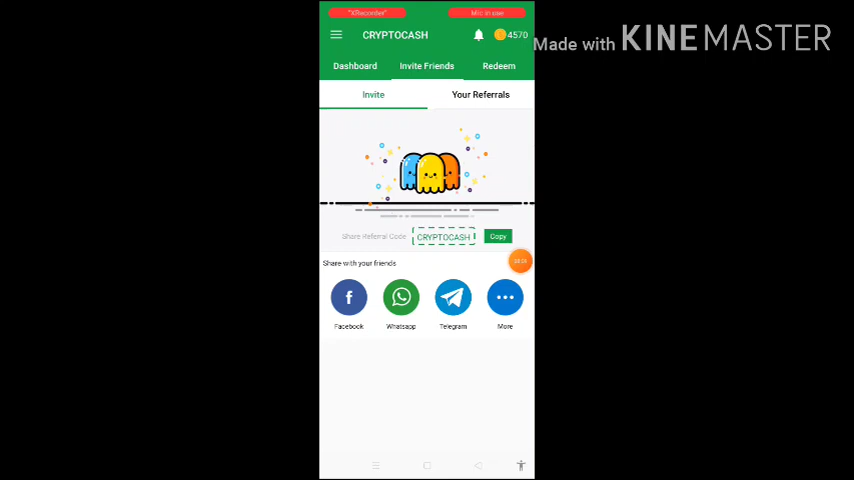 "XRecorder" Mic in use
CRYPTOCASH 4570
Made with KINEMASTER
Dashboard Invite Friends Redeem
Invite Your Referrals
Share Referral Code CRYPTOCASH Copy
Share with your friends
Facebook Whatsapp Telegram More